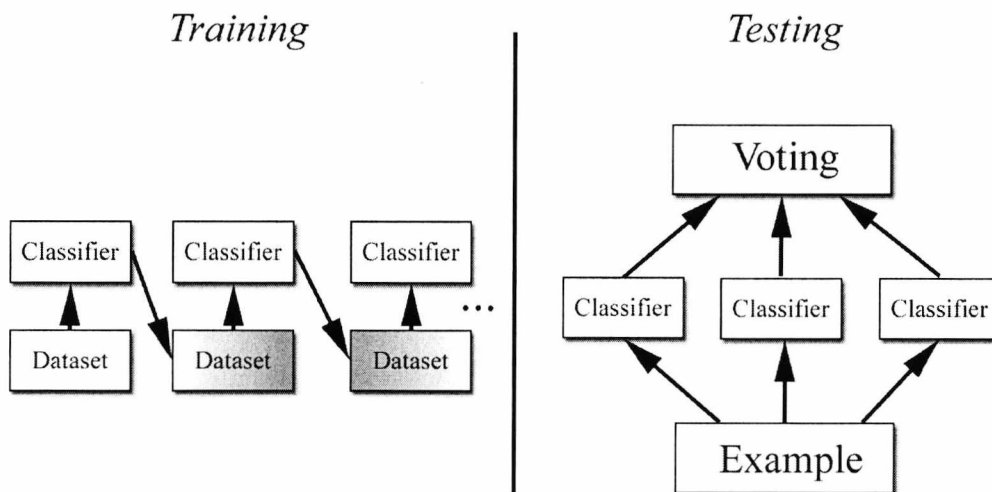 Training
Classifier Classifier Classifier
...
Dataset Dataset Dataset
Testing
Voting
Classifier Classifier Classifier
Example